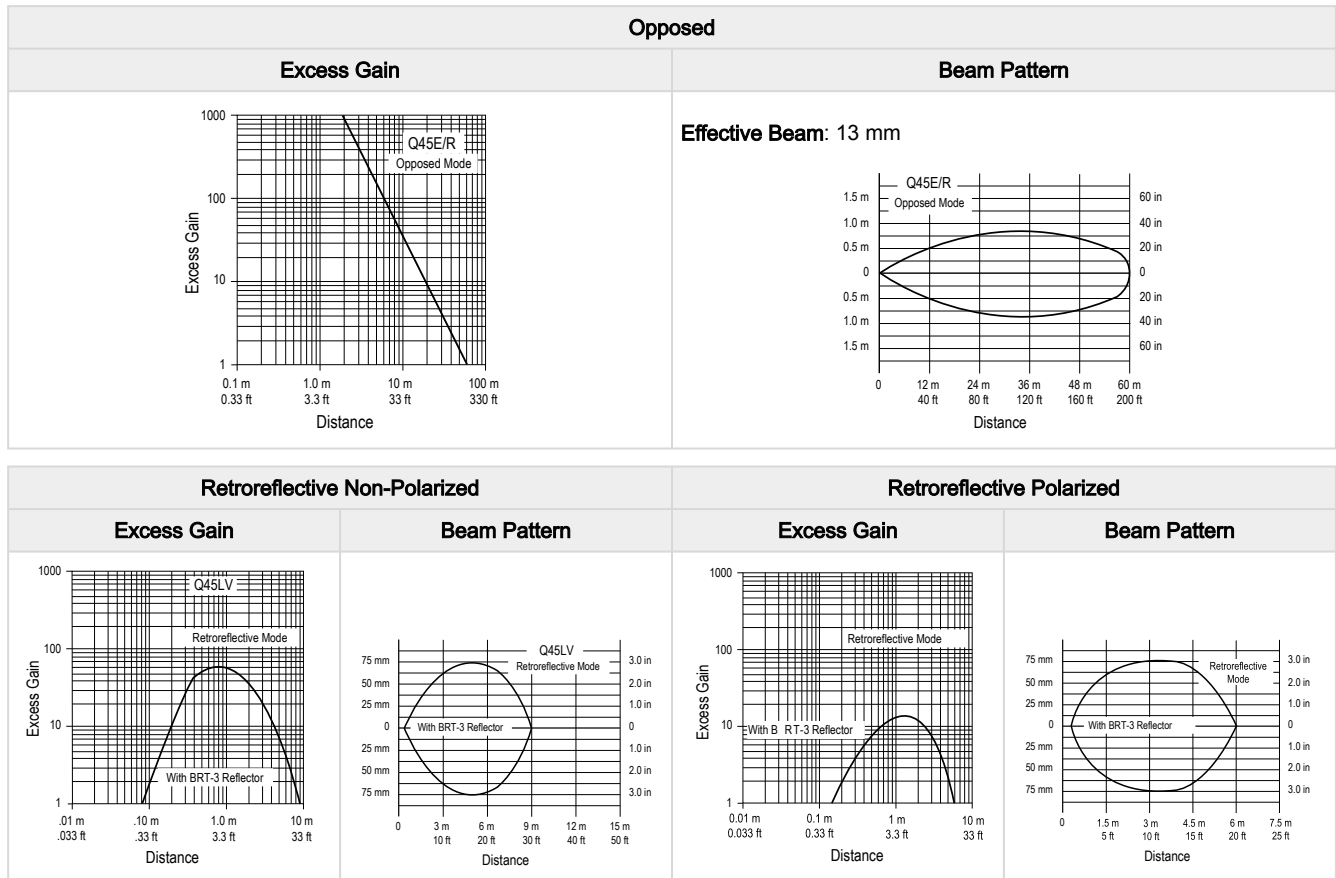 Opposed
Excess Gain
Beam Pattern
1000
100
10
1
Excess Gain
Q45E/R
Opposed Mode
0.1 m 1.0 m 10 m 100 m
0.33 ft 3.3 ft 33 ft 330 ft
Distance
Effective Beam: 13 mm
Q45E/R
Opposed Mode
1.5 m 60 in
1.0 m 40 in
0.5 m 20 in
0 0
0.5 m 20 in
1.0 m 40 in
1.5 m 60 in
0 12 m 24 m 36 m 48 m 60 m
40 ft 80 ft 120 ft 160 ft 200 ft
Distance
Retroreflective Non-Polarized
Excess Gain
Beam Pattern
1000
100
10
1
Excess Gain
Q45LV
Retroreflective Mode
With BRT-3 Reflector
.01 m .10 m 1.0 m 10 m
.033 ft .33 ft 3.3 ft 33 ft
Distance
Q45LV
Retroreflective Mode
75 mm 3.0 in
50 mm 2.0 in
25 mm 1.0 in
0 With BRT-3 Reflector 0
25 mm 1.0 in
50 mm 2.0 in
75 mm 3.0 in
0 3 m 6 m 9 m 12 m 15 m
10 ft 20 ft 30 ft 40 ft 50 ft
Distance
Retroreflective Polarized
Excess Gain
Beam Pattern
1000
100
10
1
Excess Gain
Retroreflective Mode
With B RT-3 Reflector
0.01 m 0.1 m 1 m 10 m
0.033 ft 0.33 ft 3.3 ft 33 ft
Distance
Retroreflective
Mode
75 mm 3.0 in
50 mm 2.0 in
25 mm 1.0 in
0 With BRT-3 Reflector 0
25 mm 1.0 in
50 mm 2.0 in
75 mm 3.0 in
0 1.5 m 3 m 4.5 m 6 m 7.5 m
5 ft 10 ft 15 ft 20 ft 25 ft
Distance